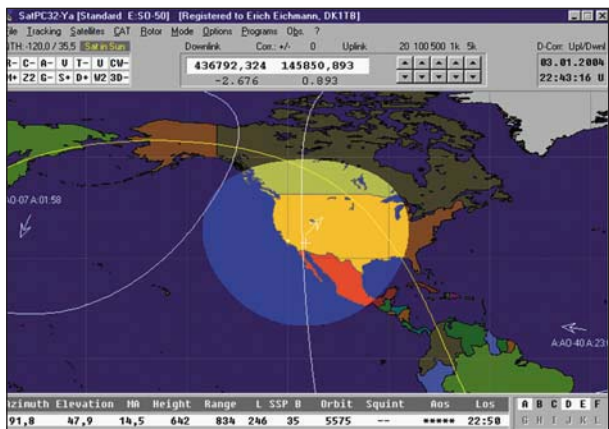 SatPC32-Ya [Standard E:SO-50] [Registered to Erich Eichmann, DK1TB]
File Tracking Satellites CAT Rotor Mode Options Programs Obs. ?
NTH:-120,0 / 35,5 Sat in Sun Downlink Corr.: +/- 0 Uplink 20 100 500 1k 5k D-Corr: Upl/Dwnl
R- C- A- U T- U CW-
M+ Z2 G- S+ D+ W2 3D-
436792,324 145850,893
-2.676 0.893
03.01.2004
22:43:16 U
AO-07 A:01:58
A:AO-40 A:23:
Azimuth Elevation MA Height Range L SSP B Orbit Squint Aos Los
91,8 47,9 14,5 642 834 246 35 5575 -- ***** 22:50
A B C D E F
G H I J K L